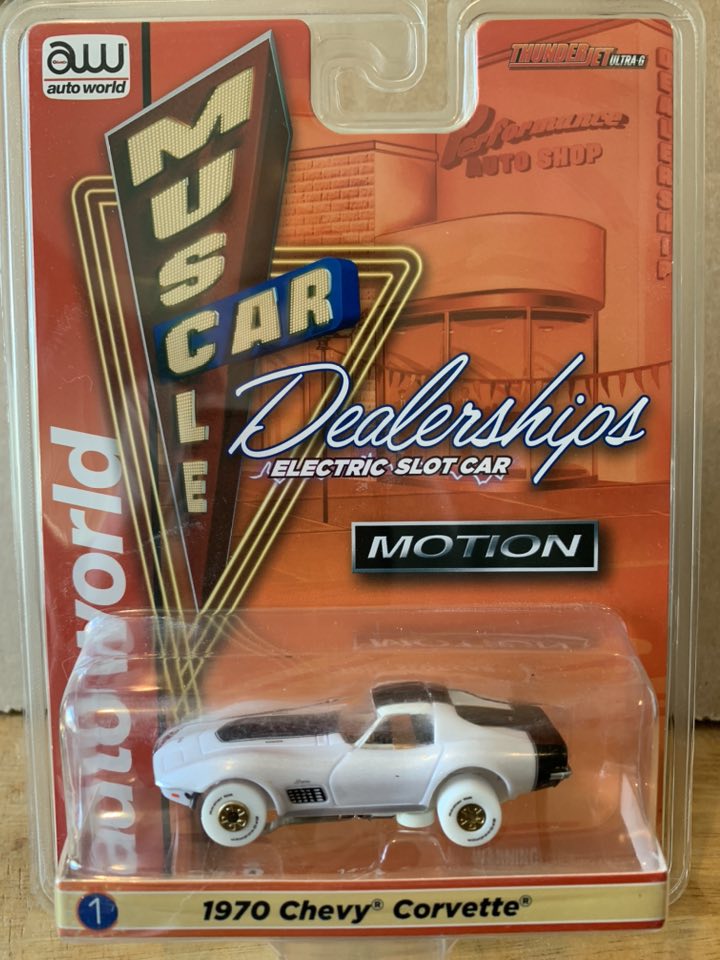 aw
auto world
THUNDERJET ULTRA-G
Performance
AUTO SHOP
DEALERSHIP
MUSCLE
CAR
Dealerships
ELECTRIC SLOT CAR
MOTION
auto world
1
1970 Chevy® Corvette®